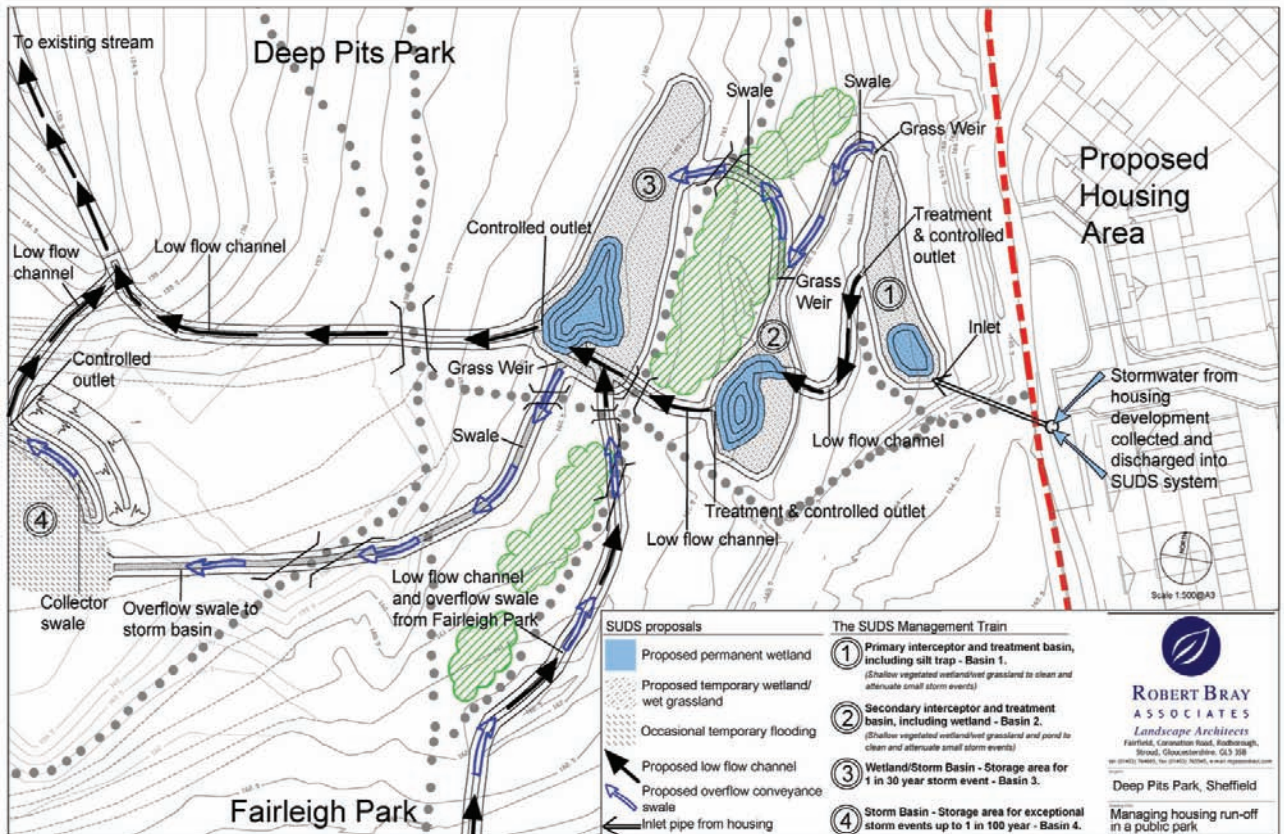 To existing stream
Deep Pits Park
Swale
Swale
Grass Weir
Proposed
Housing
Area
3
Controlled outlet
Treatment
& controlled
outlet
Low flow
channel
Low flow channel
Grass
Weir
1
Inlet
2
Controlled
outlet
Grass Weir
Stormwater from
housing
development
collected and
discharged into
SUDS system
Swale
Low flow channel
4
Treatment & controlled outlet
Low flow channel
Collector
swale
Overflow swale to
storm basin
Low flow channel
and overflow swale
from Fairleigh Park
NORTH
Scale 1:500@A3
Fairleigh Park
SUDS proposals
Proposed permanent wetland
Proposed temporary wetland/
wet grassland
Occasional temporary flooding
Proposed low flow channel
Proposed overflow conveyance
swale
Inlet pipe from housing
The SUDS Management Train
1 Primary interceptor and treatment basin,
including silt trap - Basin 1.
(Shallow vegetated wetland/wet grassland to clean and
attenuate small storm events)
2 Secondary interceptor and treatment
basin, including wetland - Basin 2.
(Shallow vegetated wetland/wet grassland and pond to
clean and attenuate small storm events)
3 Wetland/Storm Basin - Storage area for
1 in 30 year storm event - Basin 3.
4 Storm Basin - Storage area for exceptional
storm events up to 1 in 100 year - Basin 4.
ROBERT BRAY
ASSOCIATES
Landscape Architects
Fairfield, Coronation Road, Rodborough,
Stroud, Gloucestershire. GL5 3SB
Deep Pits Park, Sheffield
Managing housing run-off
in a public park